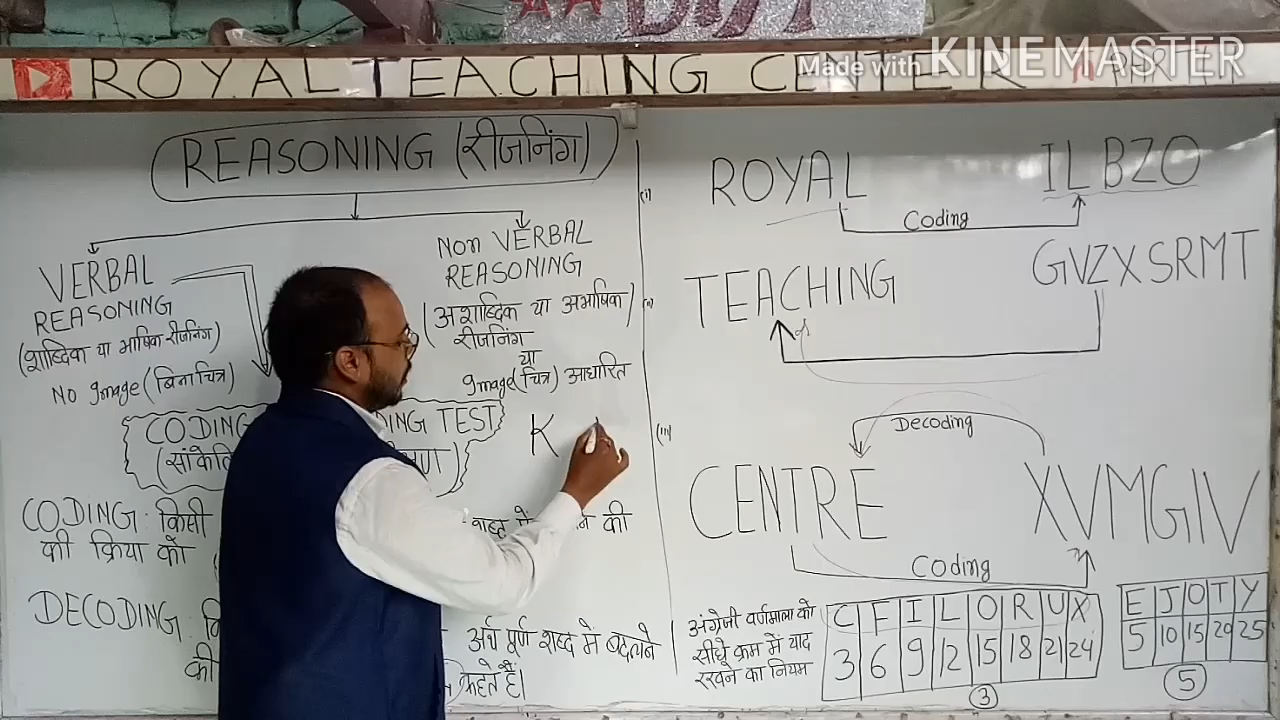 Made with KINEMASTER
ROYAL TEACHING CENTER
REASONING (रीजनिंग)
VERBAL
REASONING
(शाब्दिक या भाषिक रीजनिंग)
No Image (बिना चित्र)
Non VERBAL
REASONING
(अशाब्दिक या अभाषिक)
रीजनिंग
या
Image (चित्र) आधारित
K
CODING
TEST
CODING : किसी
की
की क्रिया को
DECODING
अर्थ पूर्ण शब्द में बदलने
की
कहते हैं।
(i)
ROYAL ILBZO
Coding
(ii)
TEACHING GVZXSRMT
(iii)
Decoding
CENTRE XVMGIV
Coding
अंग्रेजी वर्णमाला को
सीधे क्रम में याद
रखने का नियम
C F I L O R U X
3 6 9 12 15 18 21 24
3
E J O T Y
5 10 15 20 25
5